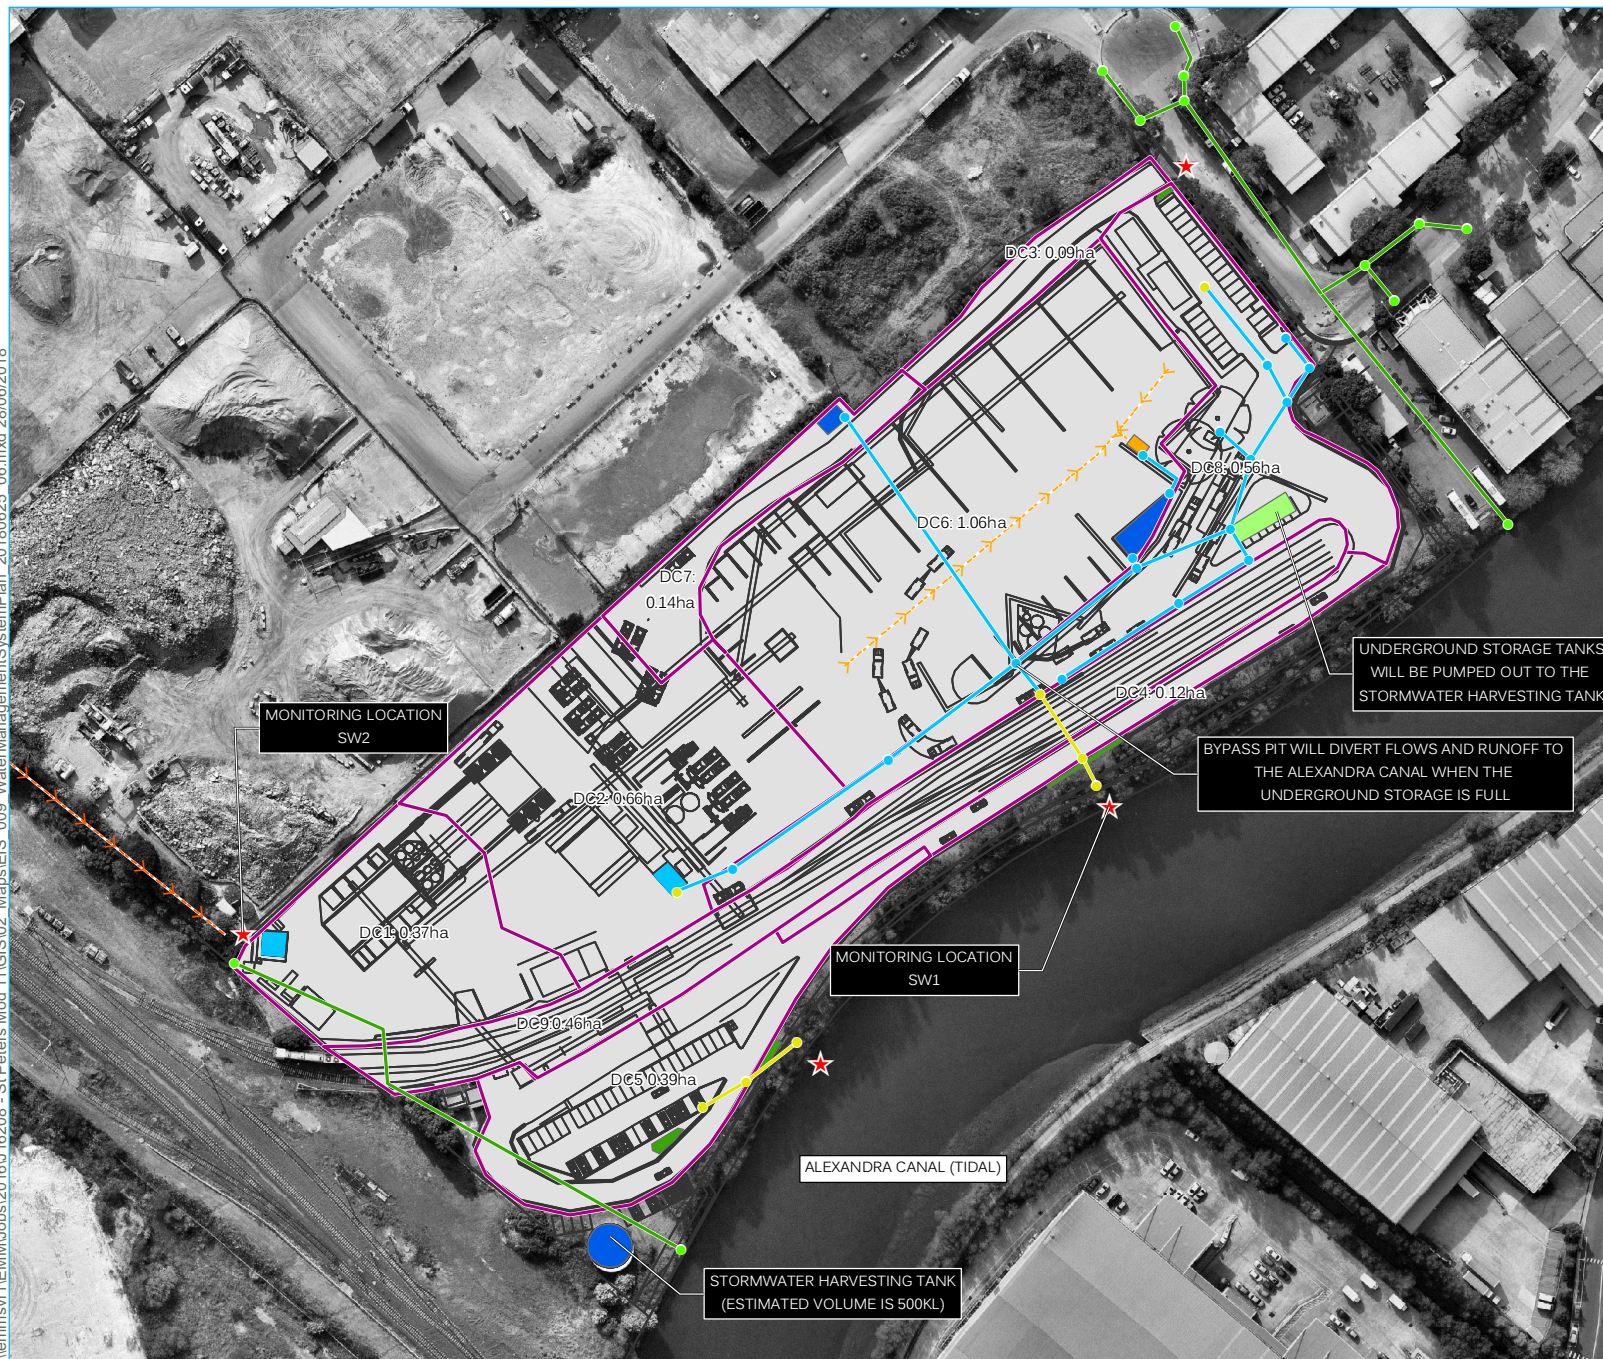 DC3: 0.09ha
DC8: 0.56ha
DC6: 1.06ha
DC7:
0.14ha
UNDERGROUND STORAGE TANKS
WILL BE PUMPED OUT TO THE
STORMWATER HARVESTING TANK
DC4: 0.12ha
MONITORING LOCATION
SW2
BYPASS PIT WILL DIVERT FLOWS AND RUNOFF TO
THE ALEXANDRA CANAL WHEN THE
UNDERGROUND STORAGE IS FULL
DC2: 0.66ha
DC1: 0.37ha
MONITORING LOCATION
SW1
DC9 0.46ha
DC5 0.39ha
ALEXANDRA CANAL (TIDAL)
STORMWATER HARVESTING TANK
(ESTIMATED VOLUME IS 500KL)